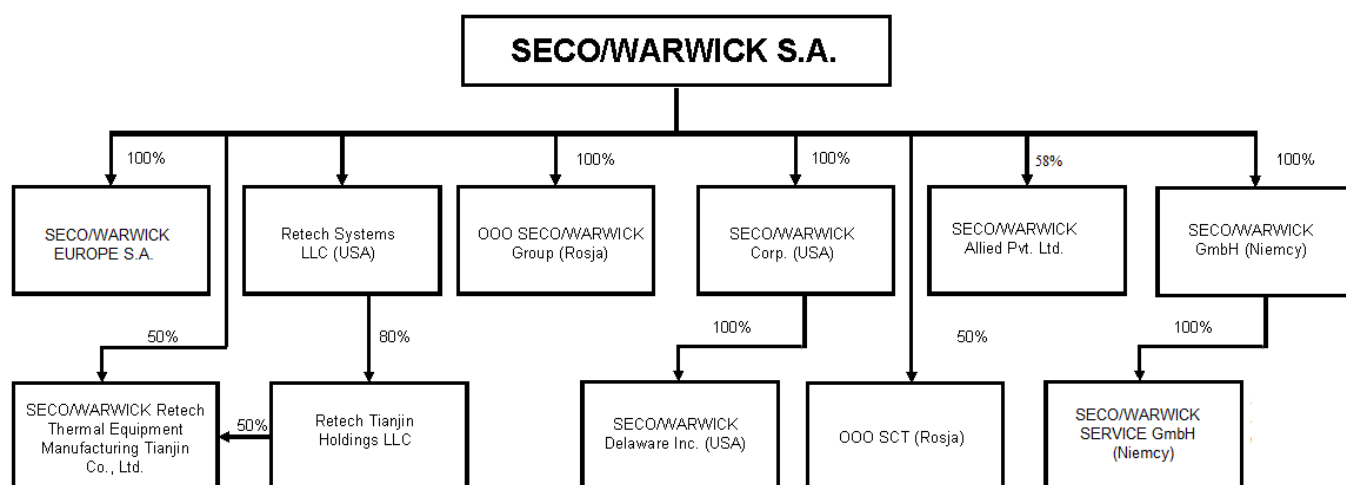 SECO/WARWICK S.A.
100%
100%
100%
58%
100%
SECO/WARWICK
EUROPE S.A.
Retech Systems
LLC (USA)
OOO SECO/WARWICK
Group (Rosja)
SECO/WARWICK
Corp. (USA)
SECO/WARWICK
Allied Pvt. Ltd.
SECO/WARWICK
GmbH (Niemcy)
50%
80%
100%
50%
100%
SECO/WARWICK Retech
Thermal Equipment
Manufacturing Tianjin
Co., Ltd.
50%
Retech Tianjin
Holdings LLC
SECO/WARWICK
Delaware Inc. (USA)
OOO SCT (Rosja)
SECO/WARWICK
SERVICE GmbH
(Niemcy)